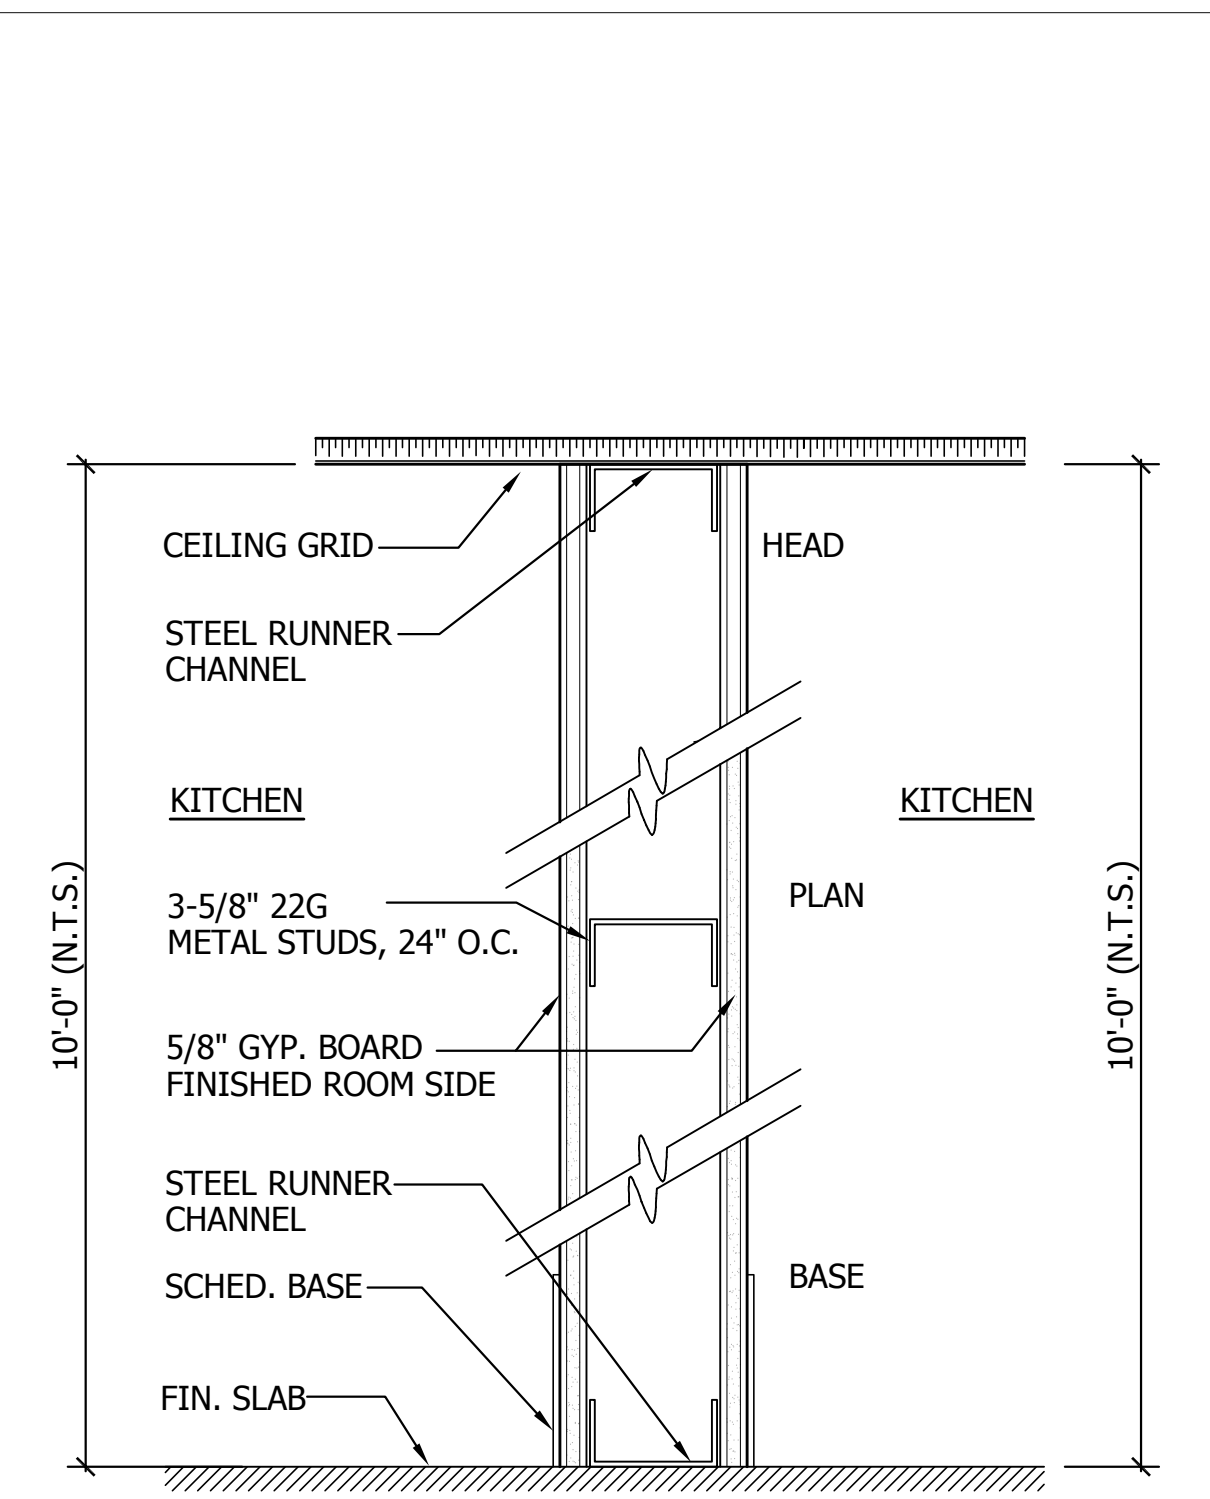 CEILING GRID
HEAD
STEEL RUNNER
CHANNEL
KITCHEN
KITCHEN
10'-0" (N.T.S.)
10'-0" (N.T.S.)
3-5/8" 22G
METAL STUDS, 24" O.C.
PLAN
5/8" GYP. BOARD
FINISHED ROOM SIDE
STEEL RUNNER
CHANNEL
SCHED. BASE
BASE
FIN. SLAB